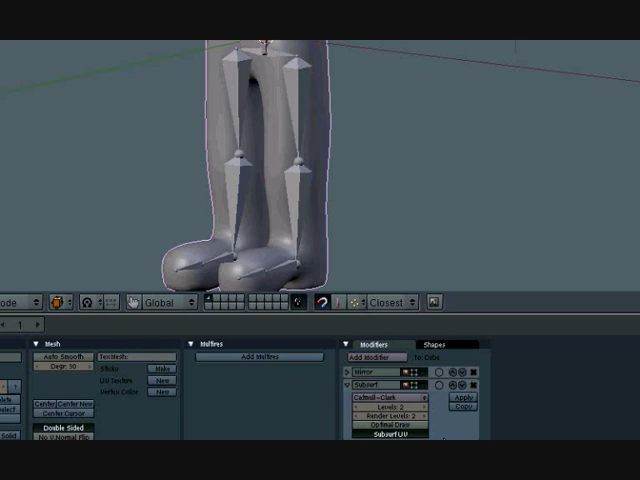 ode Global Closest
1
Mesh Multires Modifiers Shapes
Auto Smooth TexMesh: Add Multires Add Modifier To: Cube
Degr: 30 Sticky Make Mirror
UV Texture New Subsurf
Vertex Color New Catmull-Clark Apply
Center Center New Levels: 2 Copy
Center Cursor Render Levels: 2
Optimal Draw
Double Sided Subsurf UV
Solid No V.Normal Flip